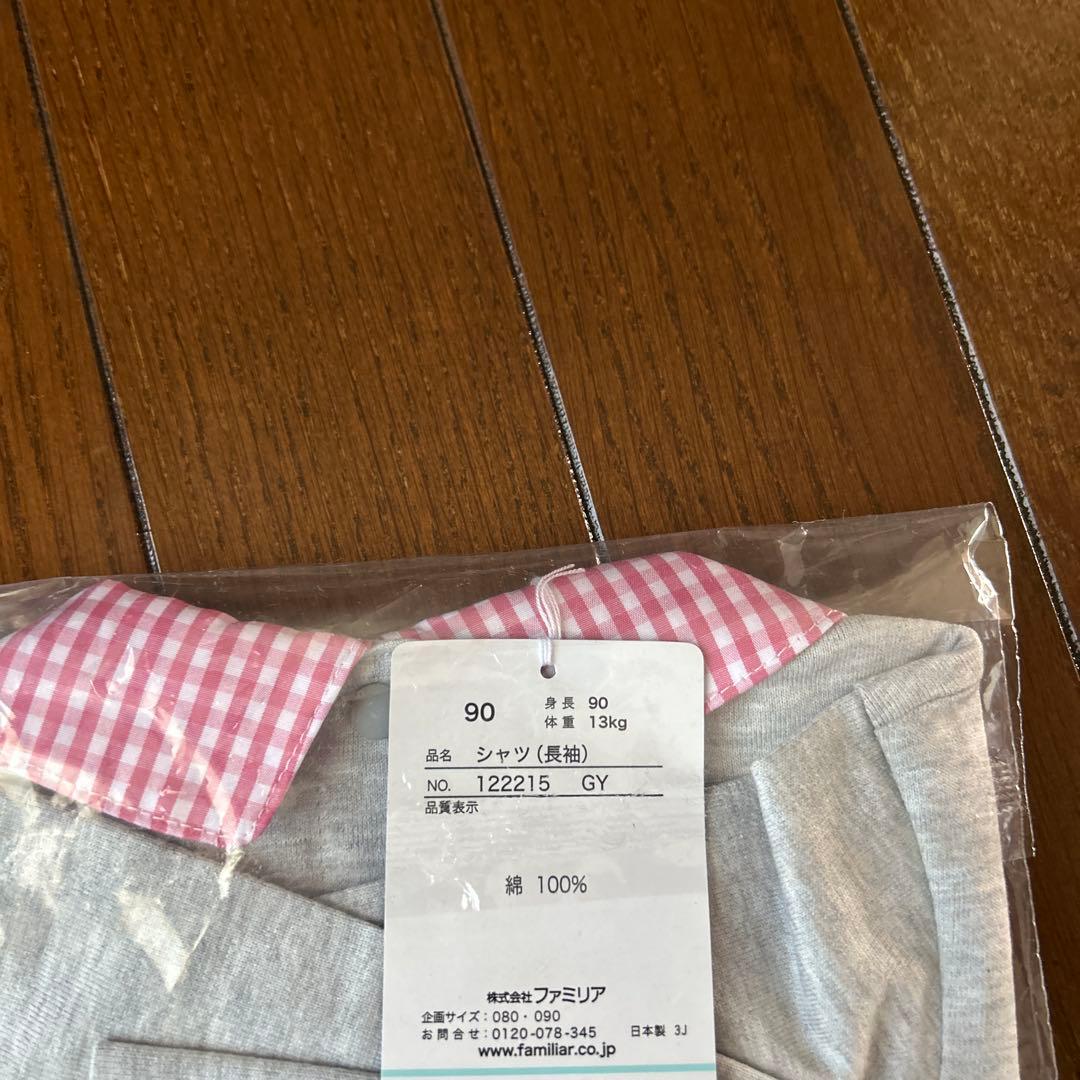 90
身長 90
体重 13kg
品名 シャツ(長袖)
NO. 122215 GY
品質表示
綿 100%
株式会社ファミリア
企画サイズ:080・090
お問合せ:0120-078-345 日本製 3J
www.familiar.co.jp